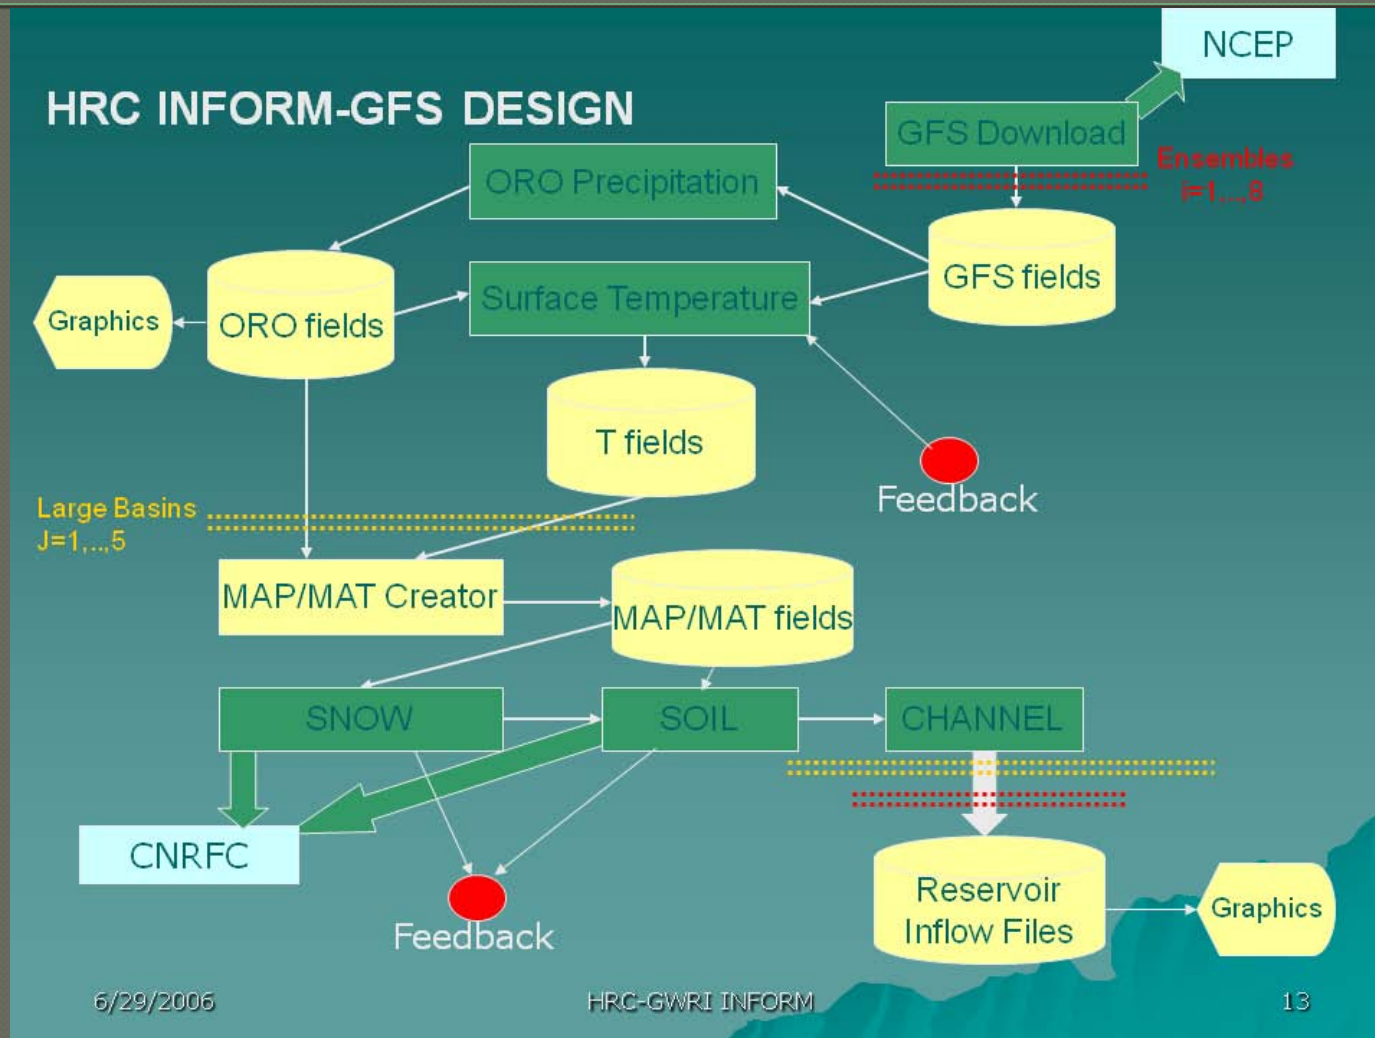 NCEP
HRC INFORM-GFS DESIGN
GFS Download
Ensembles
i=1,..,8
ORO Precipitation
GFS fields
Surface Temperature
Graphics
ORO fields
T fields
Feedback
Large Basins
J=1,..,5
MAP/MAT Creator
MAP/MAT fields
SNOW
SOIL
CHANNEL
CNRFC
Reservoir
Inflow Files
Graphics
Feedback
6/29/2006
HRC-GWRI INFORM
13